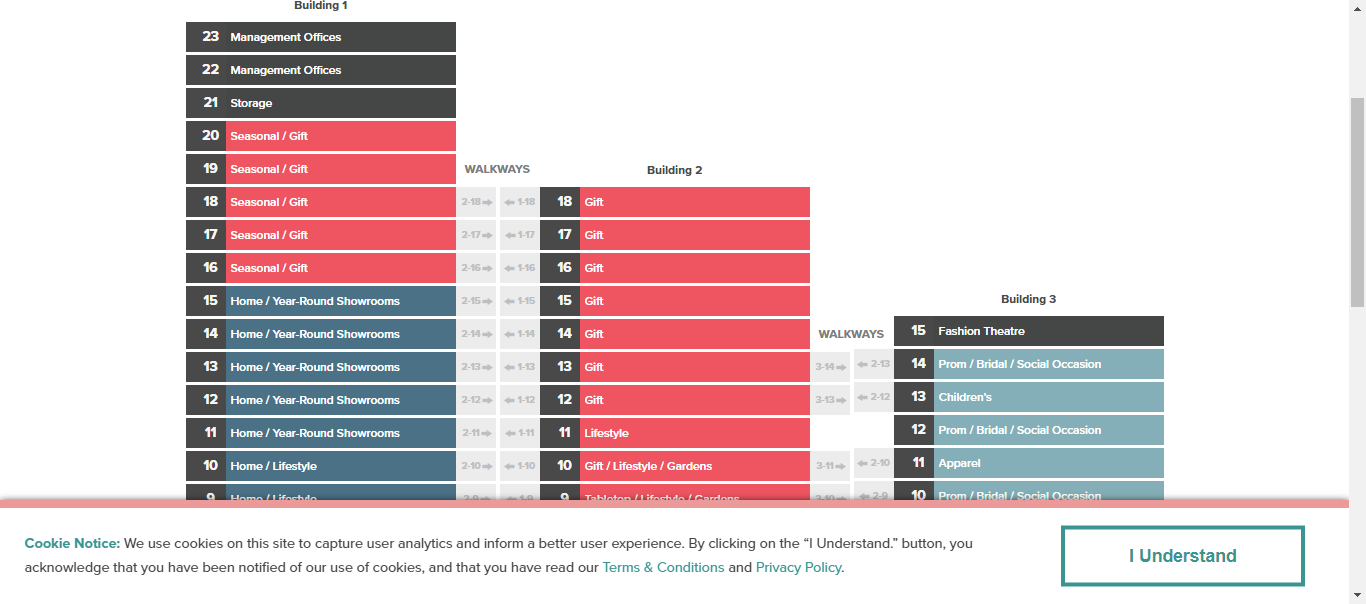 Building 1
23 Management Offices
22 Management Offices
21 Storage
20 Seasonal / Gift
19 Seasonal / Gift
WALKWAYS
Building 2
18 Seasonal / Gift 2-18 1-18 18 Gift
17 Seasonal / Gift 2-17 1-17 17 Gift
16 Seasonal / Gift 2-16 1-16 16 Gift
Building 3
15 Home / Year-Round Showrooms 2-15 1-15 15 Gift
WALKWAYS
15 Fashion Theatre
14 Home / Year-Round Showrooms 2-14 1-14 14 Gift
13 Home / Year-Round Showrooms 2-13 1-13 13 Gift 3-14 2-13 14 Prom / Bridal / Social Occasion
12 Home / Year-Round Showrooms 2-12 1-12 12 Gift 3-13 2-12 13 Children's
11 Home / Year-Round Showrooms 2-11 1-11 11 Lifestyle 12 Prom / Bridal / Social Occasion
10 Home / Lifestyle 2-10 1-10 10 Gift / Lifestyle / Gardens 3-11 2-10 11 Apparel
9 Home / Lifestyle 2-9 1-9 9 Tabletop / Lifestyle / Gardens 3-10 2-9 10 Prom / Bridal / Social Occasion
Cookie Notice: We use cookies on this site to capture user analytics and inform a better user experience. By clicking on the “I Understand.” button, you
acknowledge that you have been notified of our use of cookies, and that you have read our Terms & Conditions and Privacy Policy.
I Understand